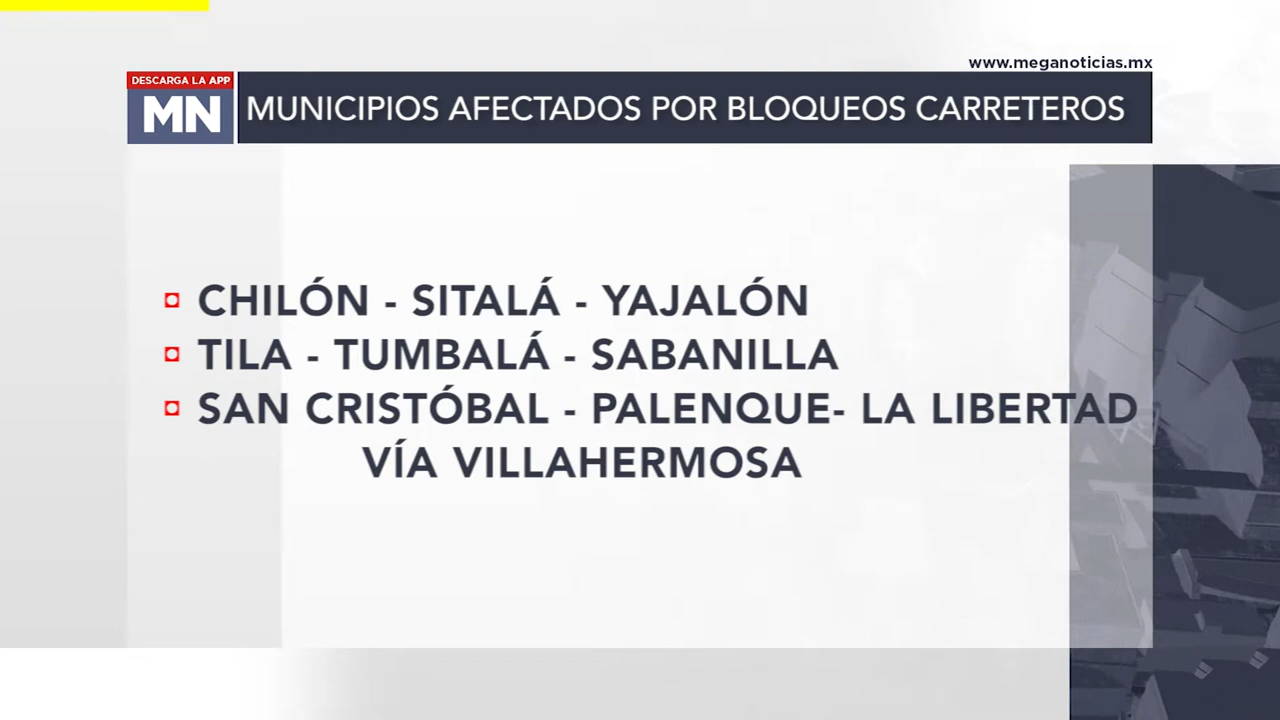 www.meganoticias.mx
DESCARGA LA APP
MN
MUNICIPIOS AFECTADOS POR BLOQUEOS CARRETEROS
CHILÓN - SITALÁ - YAJALÓN
TILA - TUMBALÁ - SABANILLA
SAN CRISTÓBAL - PALENQUE- LA LIBERTAD
VÍA VILLAHERMOSA